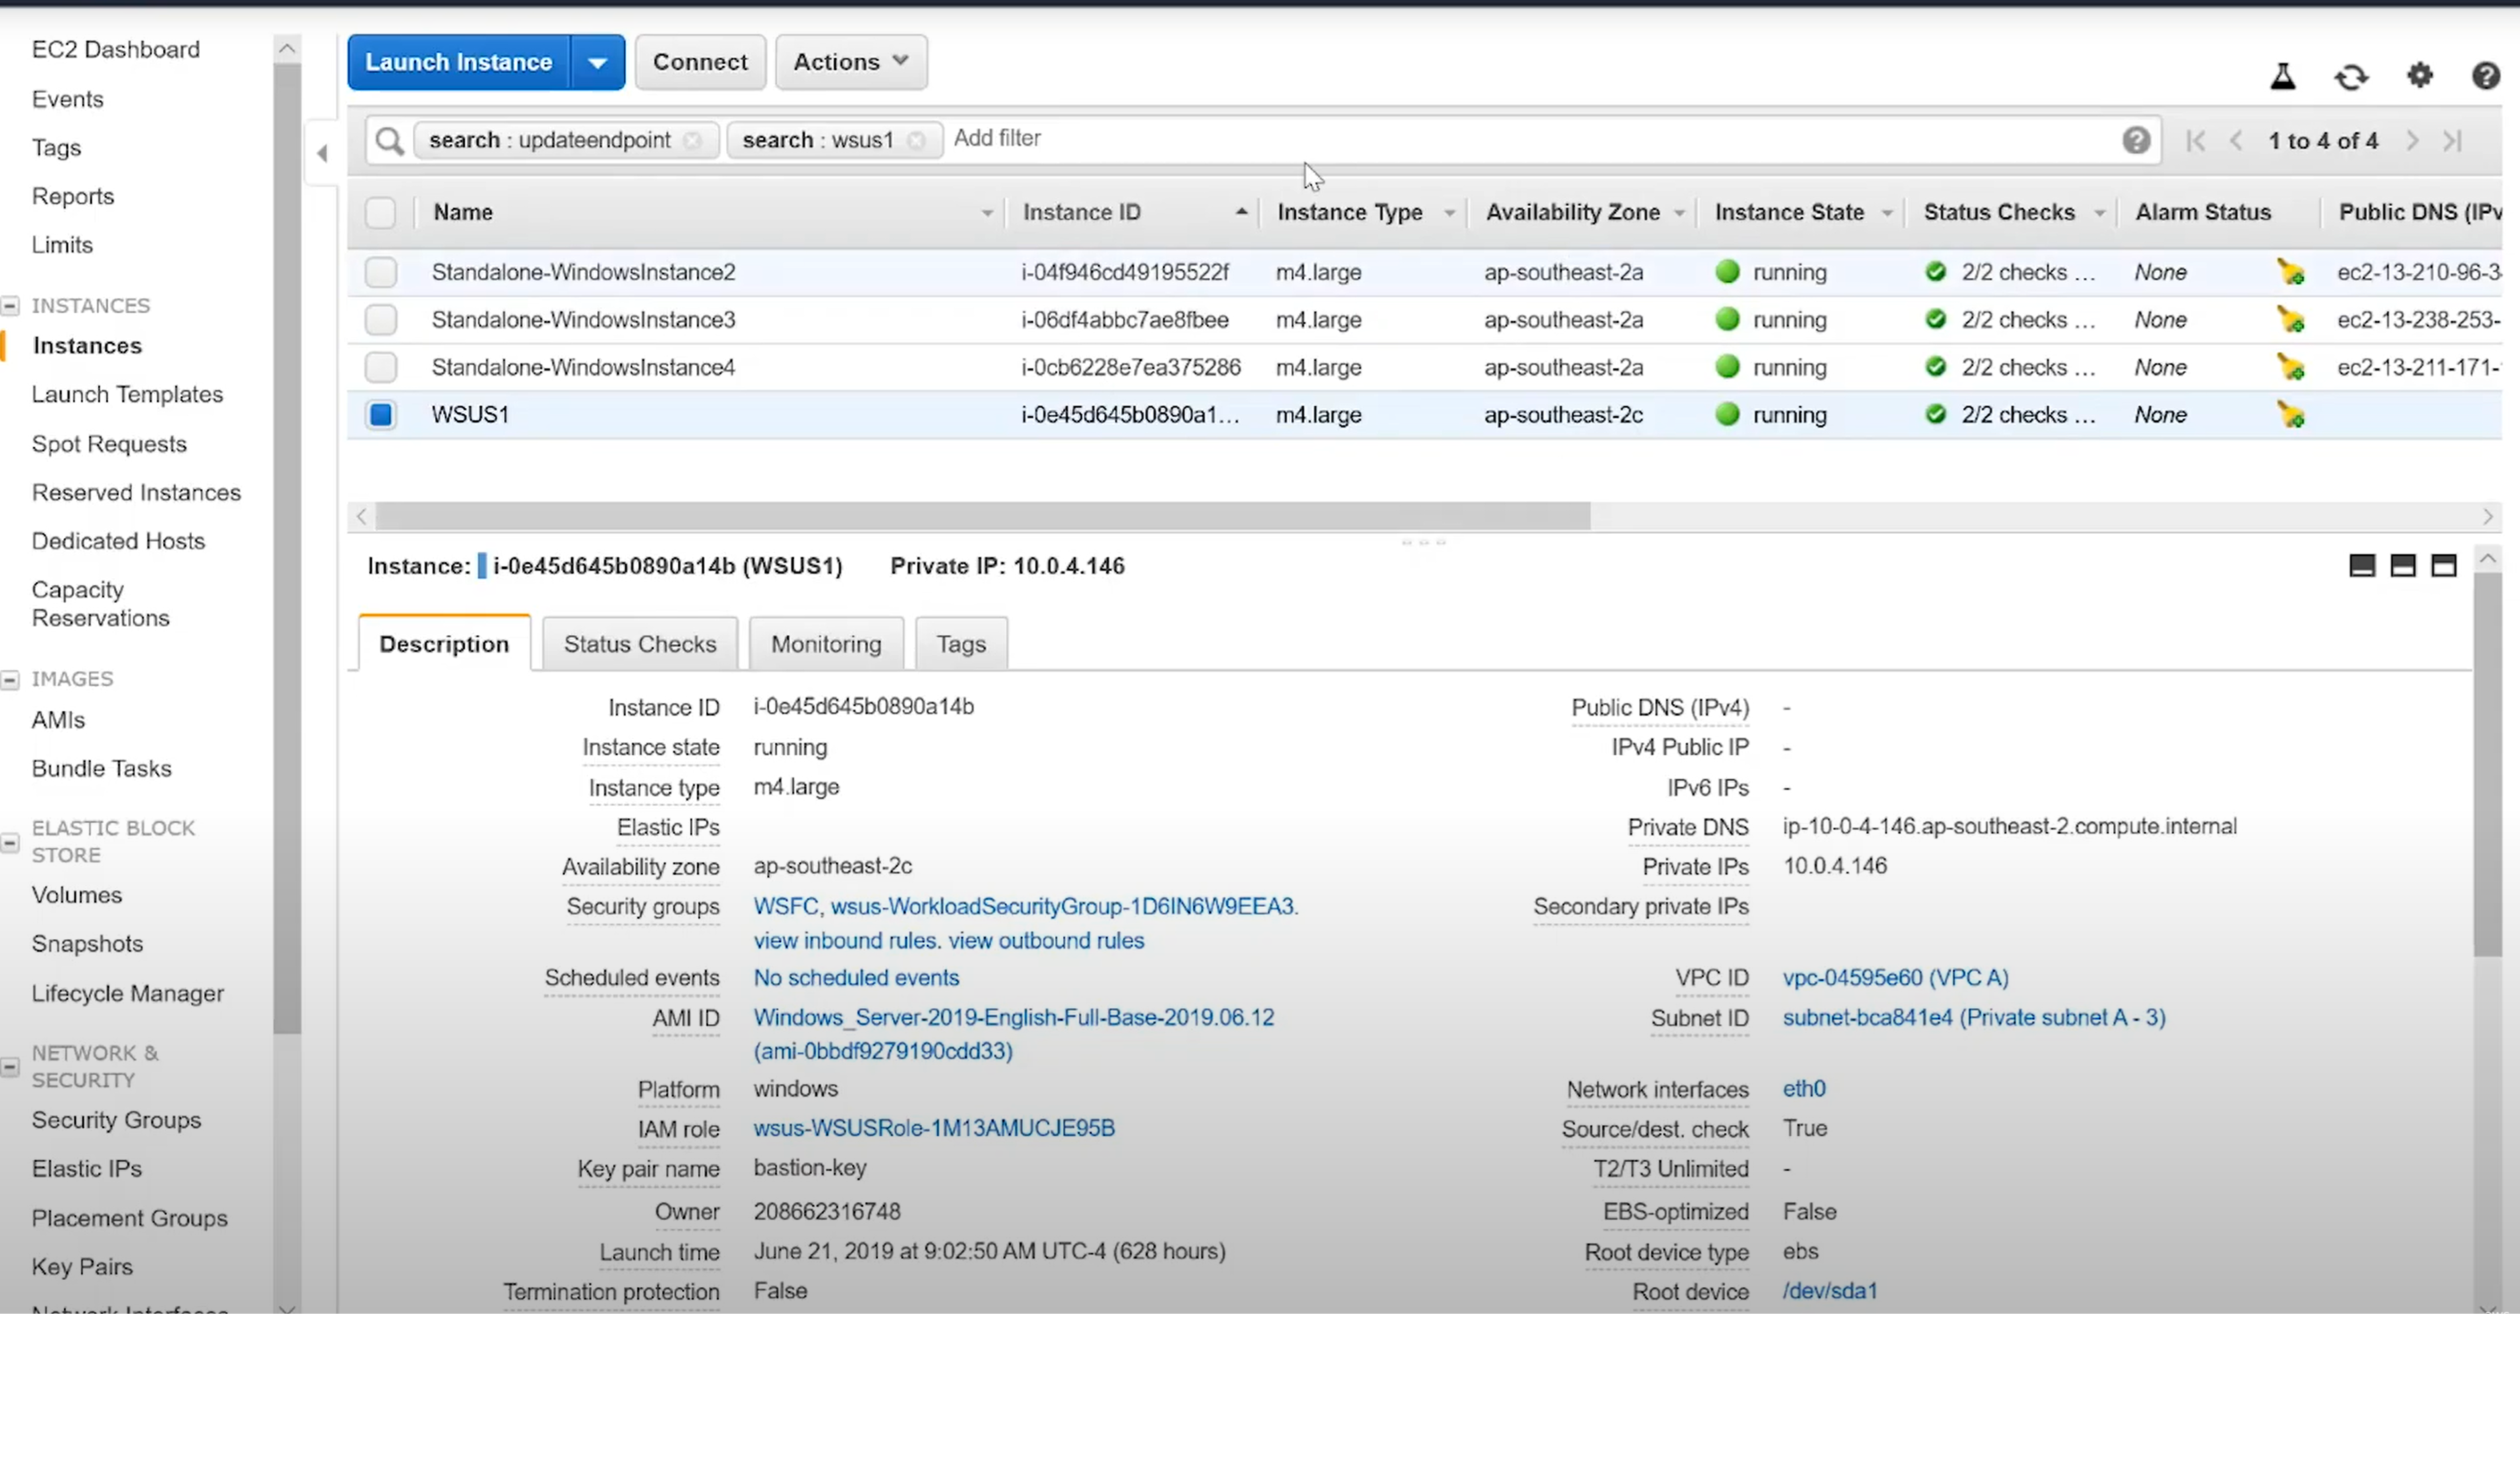 EC2 Dashboard
Events
Tags
Reports
Limits
INSTANCES
Instances
Launch Templates
Spot Requests
Reserved Instances
Dedicated Hosts
Capacity
Reservations
IMAGES
AMIs
Bundle Tasks
ELASTIC BLOCK
STORE
Volumes
Snapshots
Lifecycle Manager
NETWORK &
SECURITY
Security Groups
Elastic IPs
Placement Groups
Key Pairs
Network Interfaces
Launch Instance Connect Actions
search : updateendpoint search : wsus1 Add filter 1 to 4 of 4
Name Instance ID Instance Type Availability Zone Instance State Status Checks Alarm Status Public DNS (IPv
Standalone-WindowsInstance2 i-04f946cd49195522f m4.large ap-southeast-2a running 2/2 checks ... None ec2-13-210-96-3
Standalone-WindowsInstance3 i-06df4abbc7ae8fbee m4.large ap-southeast-2a running 2/2 checks ... None ec2-13-238-253-
Standalone-WindowsInstance4 i-0cb6228e7ea375286 m4.large ap-southeast-2a running 2/2 checks ... None ec2-13-211-171-
WSUS1 i-0e45d645b0890a1... m4.large ap-southeast-2c running 2/2 checks ... None
Instance: i-0e45d645b0890a14b (WSUS1) Private IP: 10.0.4.146
Description Status Checks Monitoring Tags
Instance ID i-0e45d645b0890a14b
Instance state running
Instance type m4.large
Elastic IPs
Availability zone ap-southeast-2c
Security groups WSFC, wsus-WorkloadSecurityGroup-1D6IN6W9EEA3.
view inbound rules. view outbound rules
Scheduled events No scheduled events
AMI ID Windows_Server-2019-English-Full-Base-2019.06.12
(ami-0bbdf9279190cdd33)
Platform windows
IAM role wsus-WSUSRole-1M13AMUCJE95B
Key pair name bastion-key
Owner 208662316748
Launch time June 21, 2019 at 9:02:50 AM UTC-4 (628 hours)
Termination protection False
Public DNS (IPv4) -
IPv4 Public IP -
IPv6 IPs -
Private DNS ip-10-0-4-146.ap-southeast-2.compute.internal
Private IPs 10.0.4.146
Secondary private IPs
VPC ID vpc-04595e60 (VPC A)
Subnet ID subnet-bca841e4 (Private subnet A - 3)
Network interfaces eth0
Source/dest. check True
T2/T3 Unlimited -
EBS-optimized False
Root device type ebs
Root device /dev/sda1